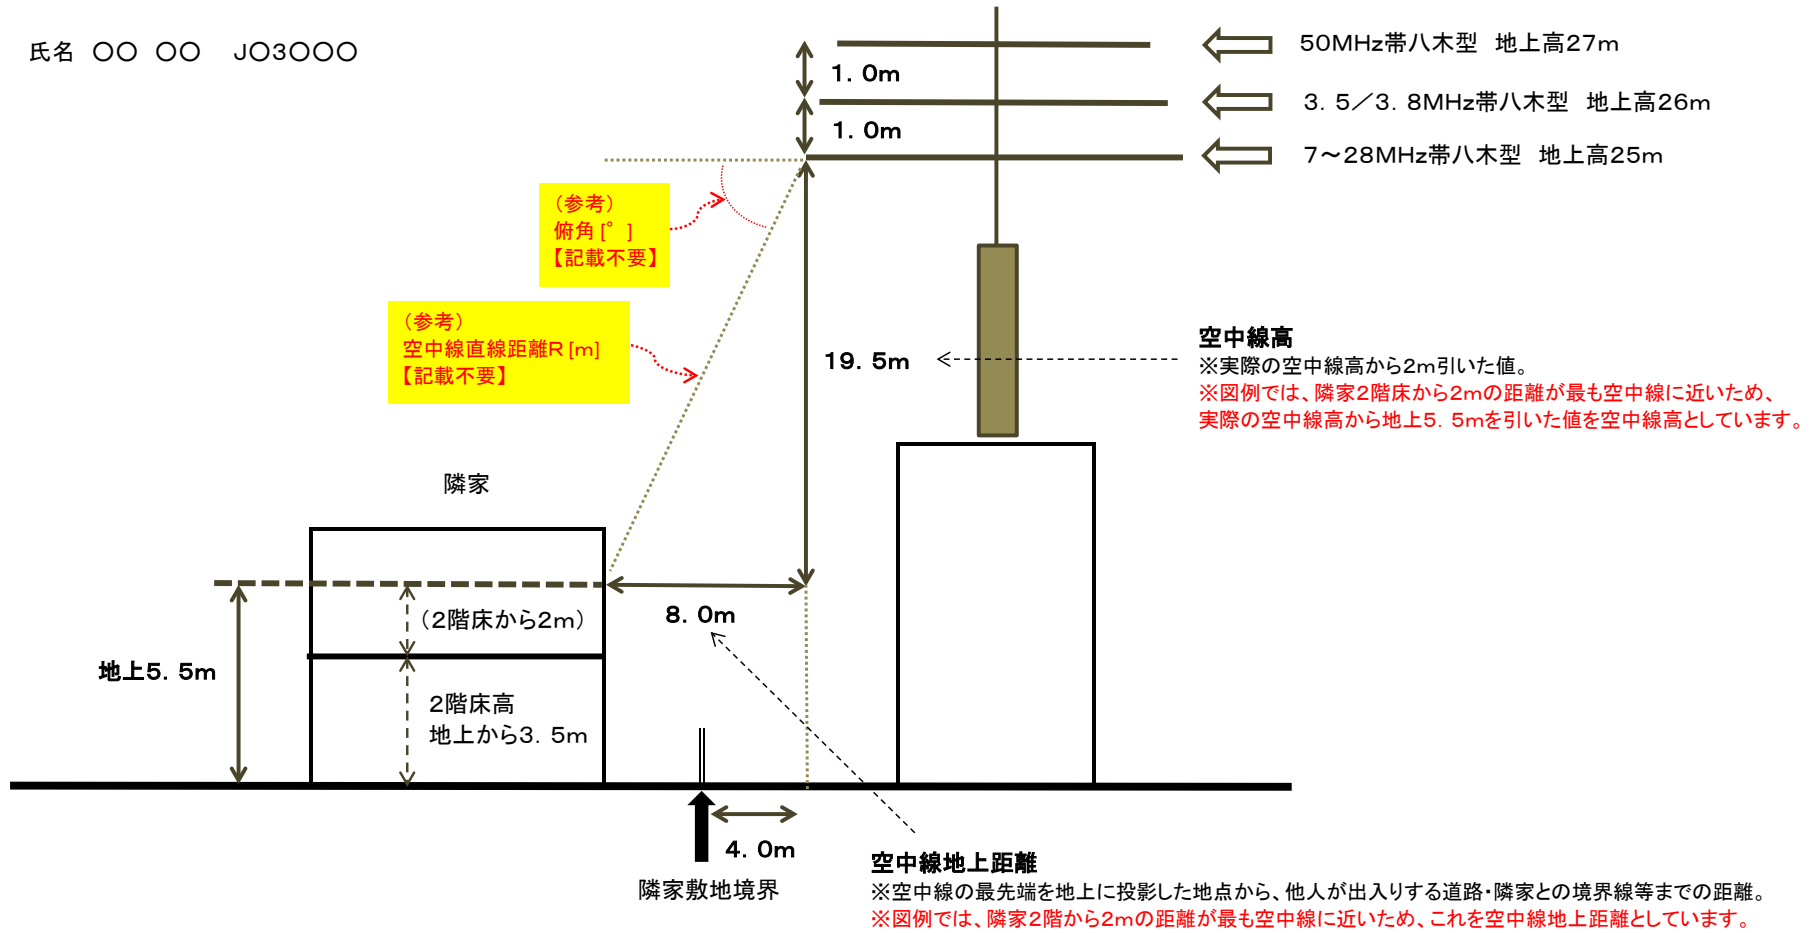 氏名 〇〇 〇〇 J〇3〇〇〇
50MHz帯八木型 地上高27m
1.0m
3.5/3.8MHz帯八木型 地上高26m
1.0m
7~28MHz帯八木型 地上高25m
(参考)
俯角[°]
【記載不要】
(参考)
空中線直線距離R[m]
【記載不要】
19.5m
空中線高
※実際の空中線高から2m引いた値。
※図例では、隣家2階床から2mの距離が最も空中線に近いため、
実際の空中線高から地上5.5mを引いた値を空中線高としています。
隣家
(2階床から2m)
8.0m
地上5.5m
2階床高
地上から3.5m
4.0m
隣家敷地境界
空中線地上距離
※空中線の最先端を地上に投影した地点から、他人が出入りする道路・隣家との境界線等までの距離。
※図例では、隣家2階から2mの距離が最も空中線に近いため、これを空中線地上距離としています。